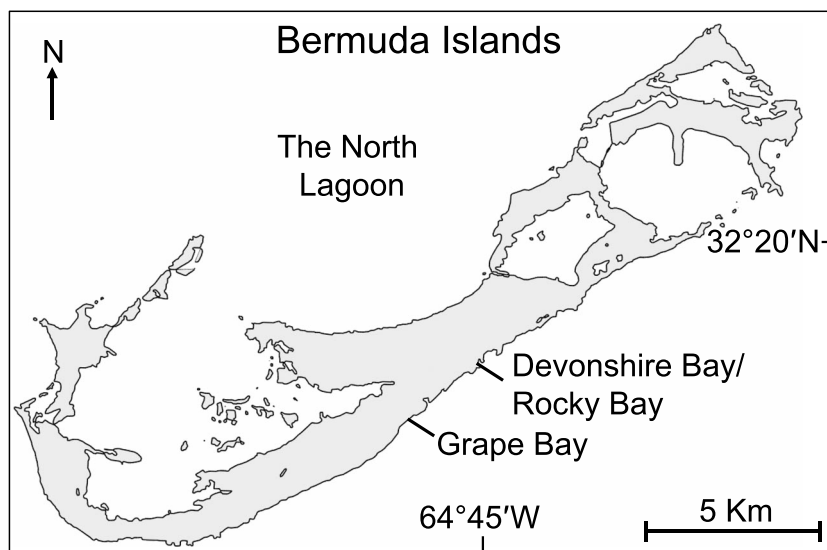 Bermuda Islands
N
The North
Lagoon
32°20′N
Devonshire Bay/
Rocky Bay
Grape Bay
64°45′W
5 Km